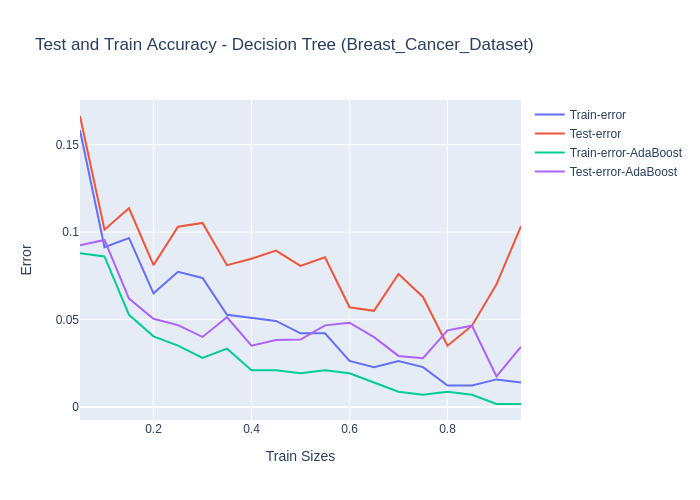 Test and Train Accuracy - Decision Tree (Breast_Cancer_Dataset)
Train-error
Test-error
Train-error-AdaBoost
Test-error-AdaBoost
0.15
0.1
0.05
0
Error
0.2
0.4
0.6
0.8
Train Sizes